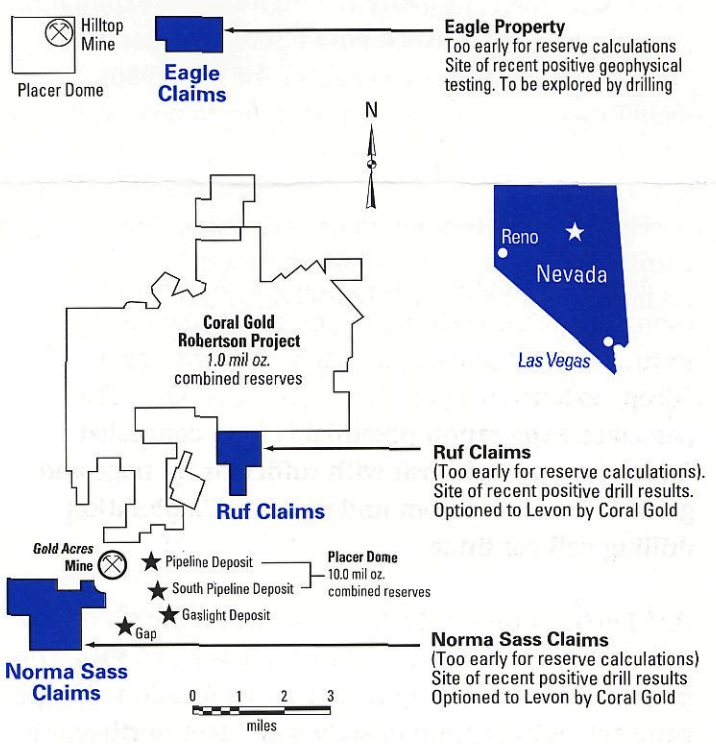 Hilltop
Mine
Placer Dome
Eagle
Claims
Eagle Property
Too early for reserve calculations
Site of recent positive geophysical
testing. To be explored by drilling
N
Reno
Nevada
Las Vegas
Coral Gold
Robertson Project
1.0 mil oz.
combined reserves
Ruf Claims
Ruf Claims
(Too early for reserve calculations).
Site of recent positive drill results.
Optioned to Levon by Coral Gold
Gold Acres
Mine
Pipeline Deposit
South Pipeline Deposit
Gaslight Deposit
Gap
Placer Dome
10.0 mil oz.
combined reserves
Norma Sass
Claims
Norma Sass Claims
(Too early for reserve calculations)
Site of recent positive drill results
Optioned to Levon by Coral Gold
0 1 2 3
miles